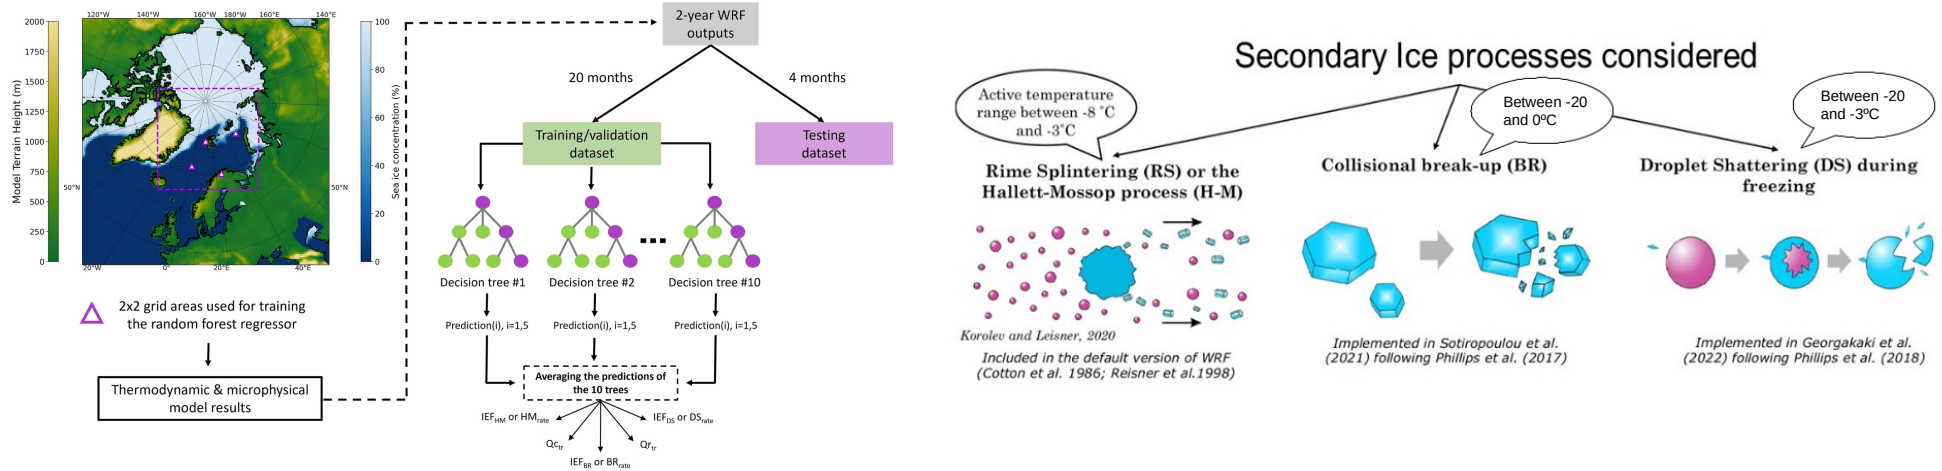 120°W 140°W 160°W 180°W 160°E 140°E
Model Terrain Height (m)
2000
1750
1500
1250
1000
750
500
250
0
50°N
50°N
20°W 0° 20°E 40°E
Sea ice concentration (%)
100
80
60
40
20
0
2x2 grid areas used for training
the random forest regressor
Thermodynamic & microphysical
model results
2-year WRF
outputs
20 months
4 months
Training/validation
dataset
Testing
dataset
Decision tree #1
Decision tree #2
Decision tree #10
Prediction(i), i=1,5
Prediction(i), i=1,5
Prediction(i), i=1,5
Averaging the predictions of
the 10 trees
IEFHM or HMrate
IEFDS or DSrate
Qctr
Qrtr
IEFBR or BRrate
Secondary Ice processes considered
Active temperature
range between -8 ˚C
and -3˚C
Between -20
and 0ºC
Between -20
and -3ºC
Rime Splintering (RS) or the
Hallett-Mossop process (H-M)
Collisional break-up (BR)
Droplet Shattering (DS) during
freezing
Korolev and Leisner, 2020
Included in the default version of WRF
(Cotton et al. 1986; Reisner et al.1998)
Implemented in Sotiropoulou et al.
(2021) following Phillips et al. (2017)
Implemented in Georgakaki et al.
(2022) following Phillips et al. (2018)